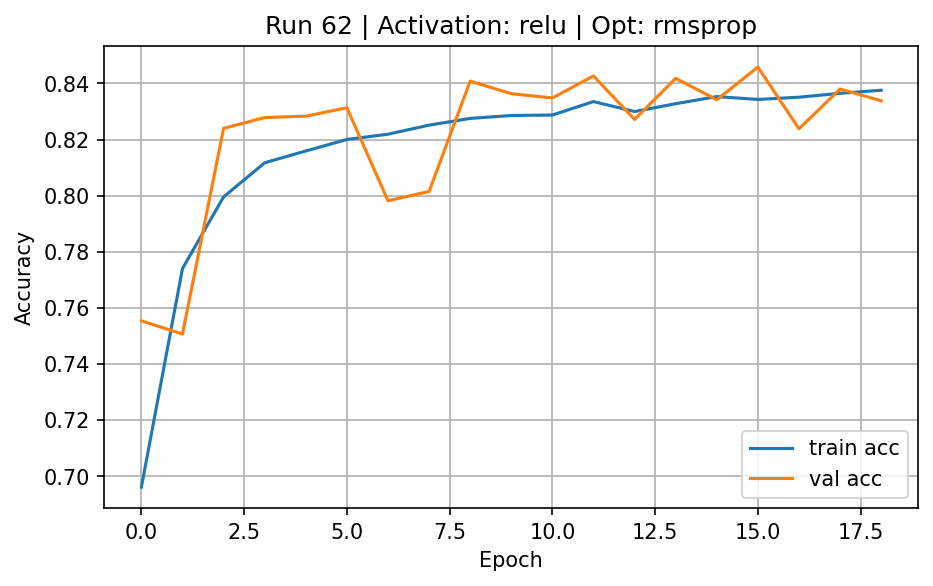 Run 62 | Activation: relu | Opt: rmsprop
0.84
0.82
0.80
0.78
0.76
0.74
0.72
0.70
Accuracy
train acc
val acc
0.0 2.5 5.0 7.5 10.0 12.5 15.0 17.5
Epoch